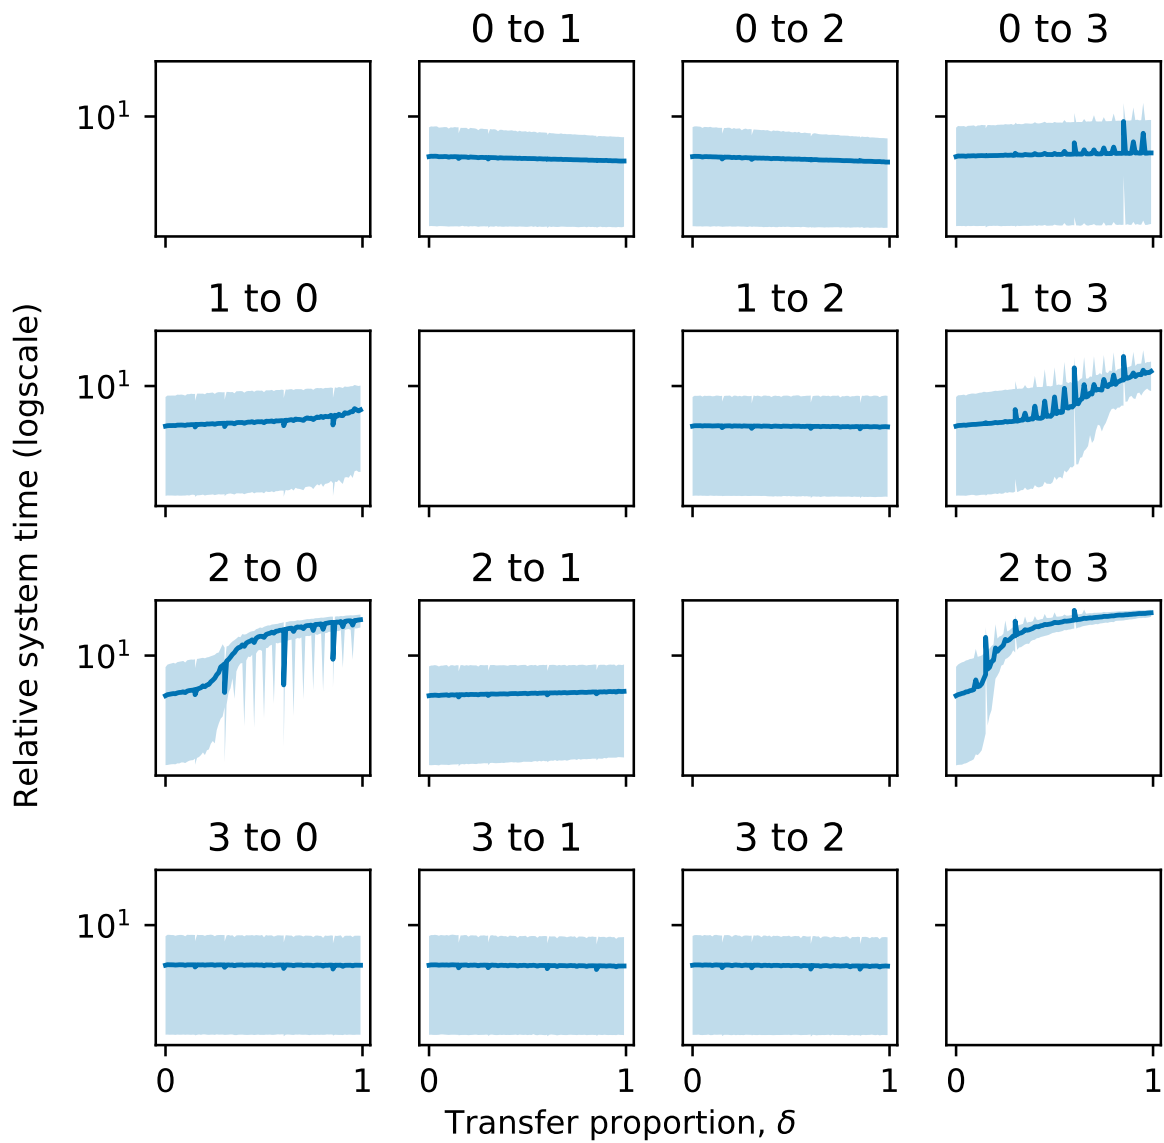 0 to 1
0 to 2
0 to 3
10¹
1 to 0
1 to 2
1 to 3
10¹
2 to 0
2 to 1
2 to 3
10¹
3 to 0
3 to 1
3 to 2
10¹
0 1
0 1
0 1
0 1
Transfer proportion, δ
Relative system time (logscale)